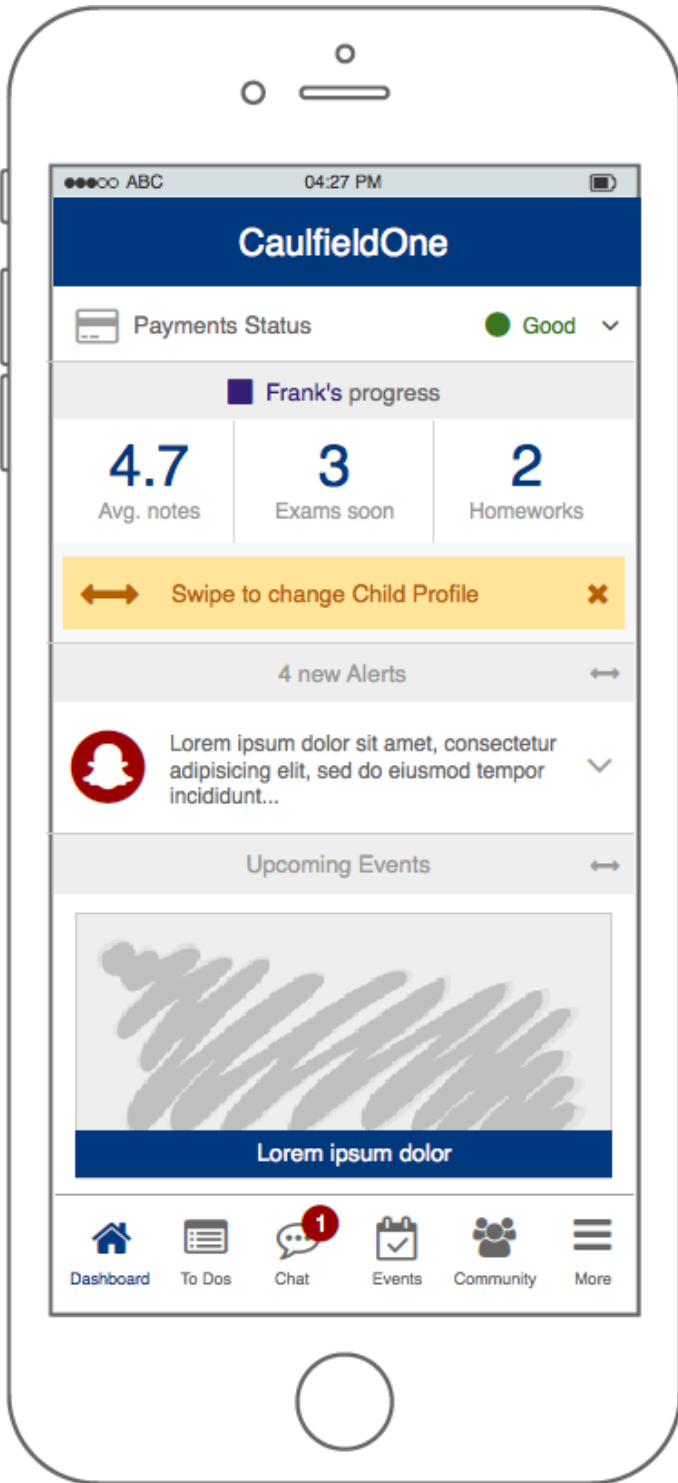 ABC 04:27 PM
CaulfieldOne
Payments Status Good
Frank's progress
4.7 3 2
Avg. notes Exams soon Homeworks
Swipe to change Child Profile
4 new Alerts
Lorem ipsum dolor sit amet, consectetur
adipisicing elit, sed do eiusmod tempor
incididunt...
Upcoming Events
Lorem ipsum dolor
1
Dashboard To Dos Chat Events Community More